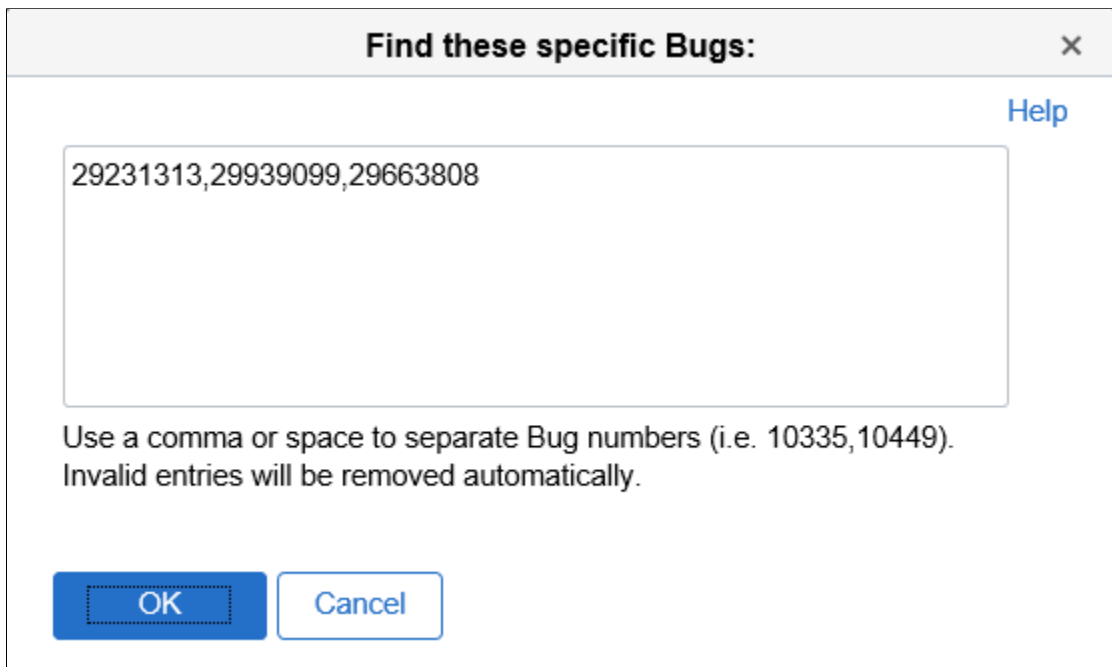 Find these specific Bugs:
×
Help
29231313,29939099,29663808
Use a comma or space to separate Bug numbers (i.e. 10335,10449).
Invalid entries will be removed automatically.
OK
Cancel